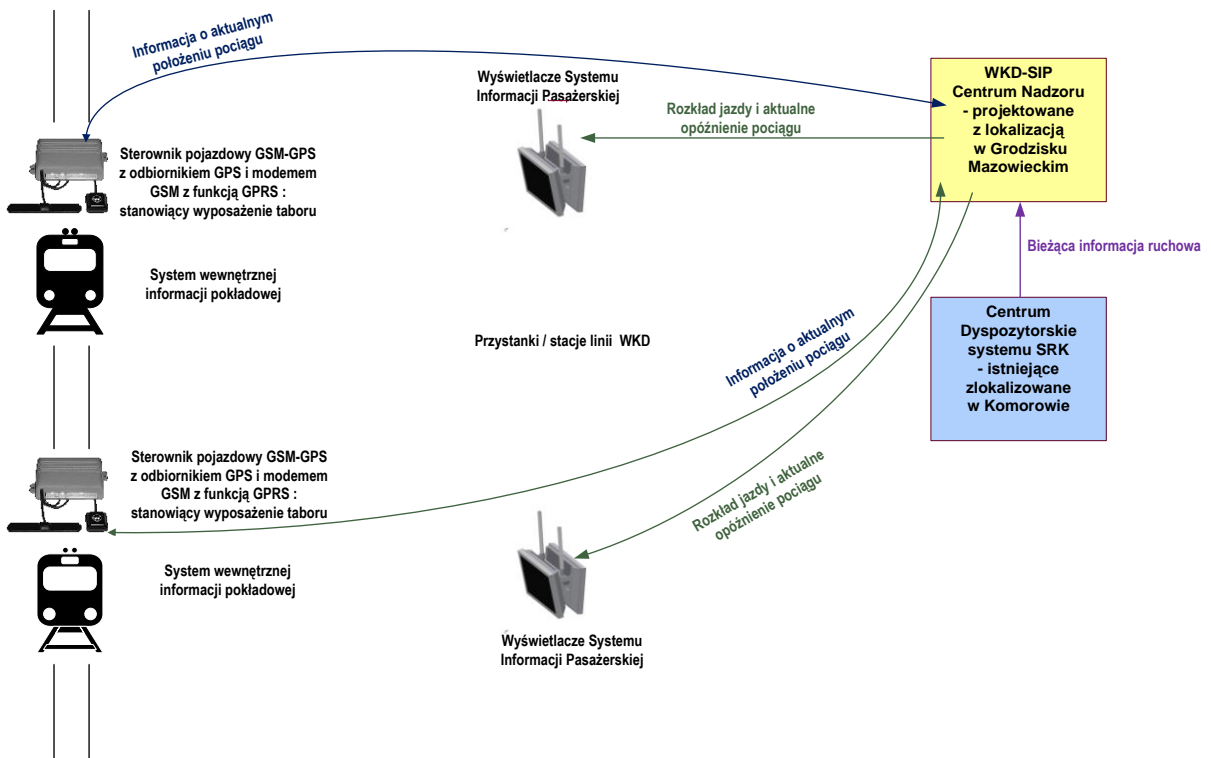 Informacja o aktualnym
położeniu pociągu
Wyświetlacze Systemu
Informacji Pasażerskiej
Rozkład jazdy i aktualne
opóźnienie pociągu
WKD-SIP
Centrum Nadzoru
- projektowane
z lokalizacją
w Grodzisku
Mazowieckim
Sterownik pojazdowy GSM-GPS
z odbiornikiem GPS i modemem
GSM z funkcją GPRS :
stanowiący wyposażenie taboru
System wewnętrznej
informacji pokładowej
Bieżąca informacja ruchowa
Centrum
Dyspozytorskie
systemu SRK
- istniejące
zlokalizowane
w Komorowie
Przystanki / stacje linii WKD
Informacja o aktualnym
położeniu pociągu
Sterownik pojazdowy GSM-GPS
z odbiornikiem GPS i modemem
GSM z funkcją GPRS :
stanowiący wyposażenie taboru
Rozkład jazdy i aktualne
opóźnienie pociągu
System wewnętrznej
informacji pokładowej
Wyświetlacze Systemu
Informacji Pasażerskiej